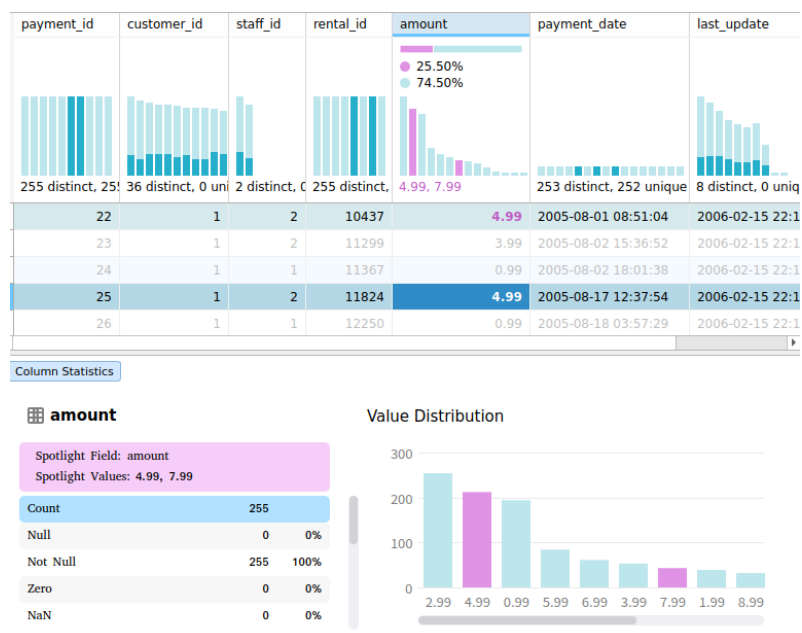 payment_id customer_id staff_id rental_id amount payment_date last_update
25.50%
74.50%
255 distinct, 255 36 distinct, 0 uni 2 distinct, 0 255 distinct, 4.99, 7.99 253 distinct, 252 unique 8 distinct, 0 uniq
22 1 2 10437 4.99 2005-08-01 08:51:04 2006-02-15 22:1
23 1 2 11299 3.99 2005-08-02 15:36:52 2006-02-15 22:1
24 1 1 11367 0.99 2005-08-02 18:01:38 2006-02-15 22:1
25 1 2 11824 4.99 2005-08-17 12:37:54 2006-02-15 22:1
26 1 1 12250 0.99 2005-08-18 03:57:29 2006-02-15 22:1
Column Statistics
amount
Spotlight Field: amount
Spotlight Values: 4.99, 7.99
Count 255
Null 0 0%
Not Null 255 100%
Zero 0 0%
NaN 0 0%
Value Distribution
300
200
100
0
2.99 4.99 0.99 5.99 6.99 3.99 7.99 1.99 8.99